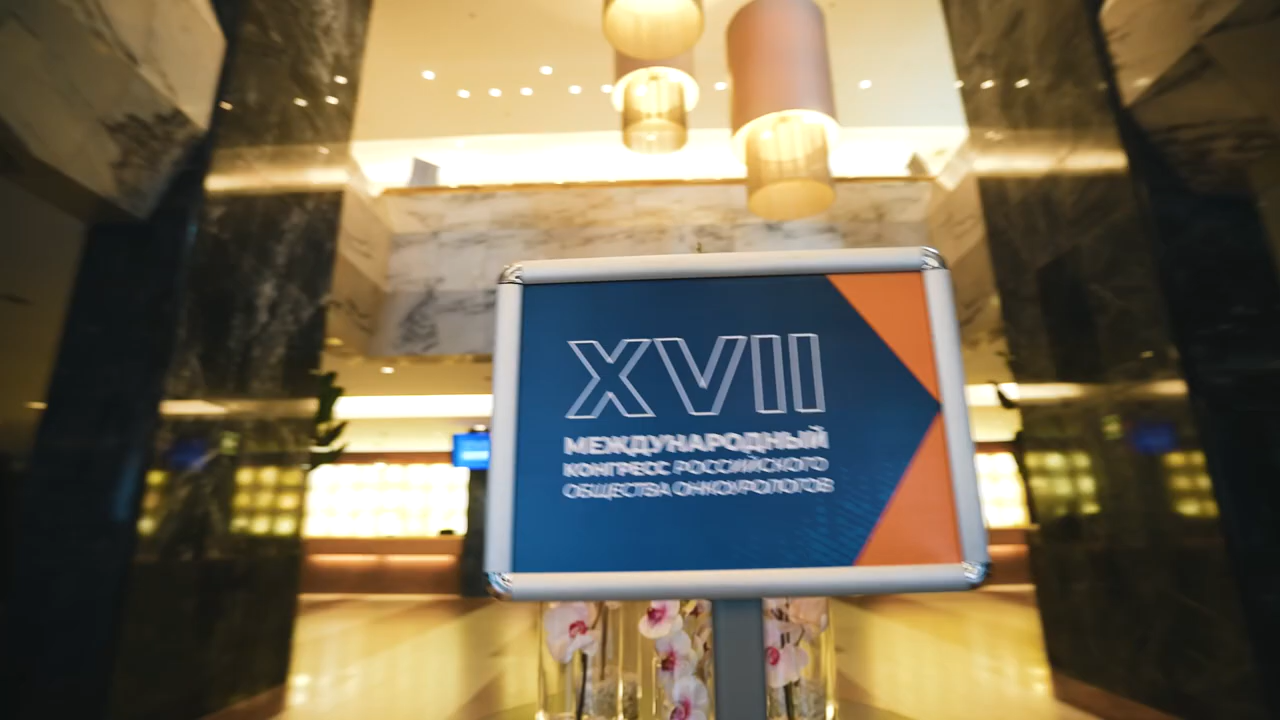 XVII
МЕЖДУНАРОДНЫЙ
КОНГРЕСС РОССИЙСКОГО
ОБЩЕСТВА ОНКОУРОЛОГОВ